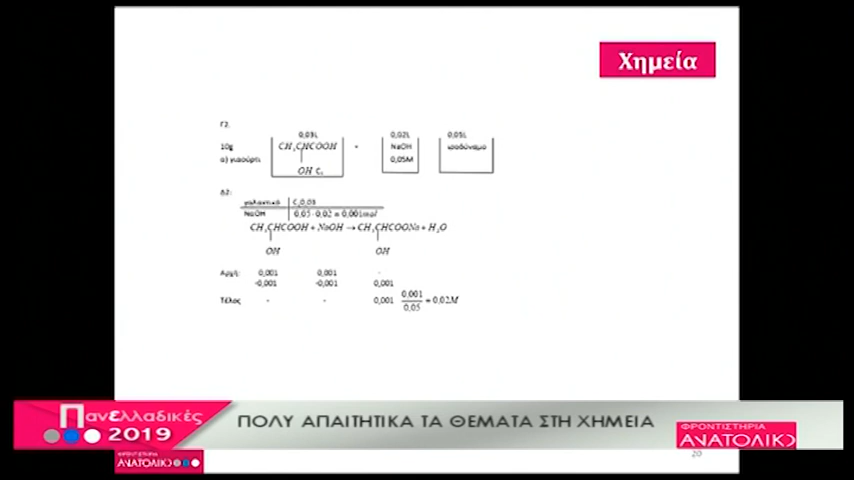 Χημεία
Γ2.
0,03L 0,02L 0,05L
10g CH₃CHCOOH + NaOH ισοδύναμο
α) γιαούρτι 0,05M
OH C₁
Δ2:
γαλακτικό C₁0,03
NaOH 0,05·0,02 = 0,001mol
CH₃CHCOOH + NaOH → CH₃CHCOONa + H₂O
OH OH
Αρχή: 0,001 0,001 -
-0,001 -0,001 0,001
Τέλος - - 0,001 0,001/0,05 = 0,02M
Πανελλαδικές
2019
ΠΟΛΥ ΑΠΑΙΤΗΤΙΚΑ ΤΑ ΘΕΜΑΤΑ ΣΤΗ ΧΗΜΕΙΑ
ΦΡΟΝΤΙΣΤΗΡΙΑ
ΑΝΑΤΟΛΙΚΟ
ΦΡΟΝΤΙΣΤΗΡΙΑ
ΑΝΑΤΟΛΙΚΟ
20